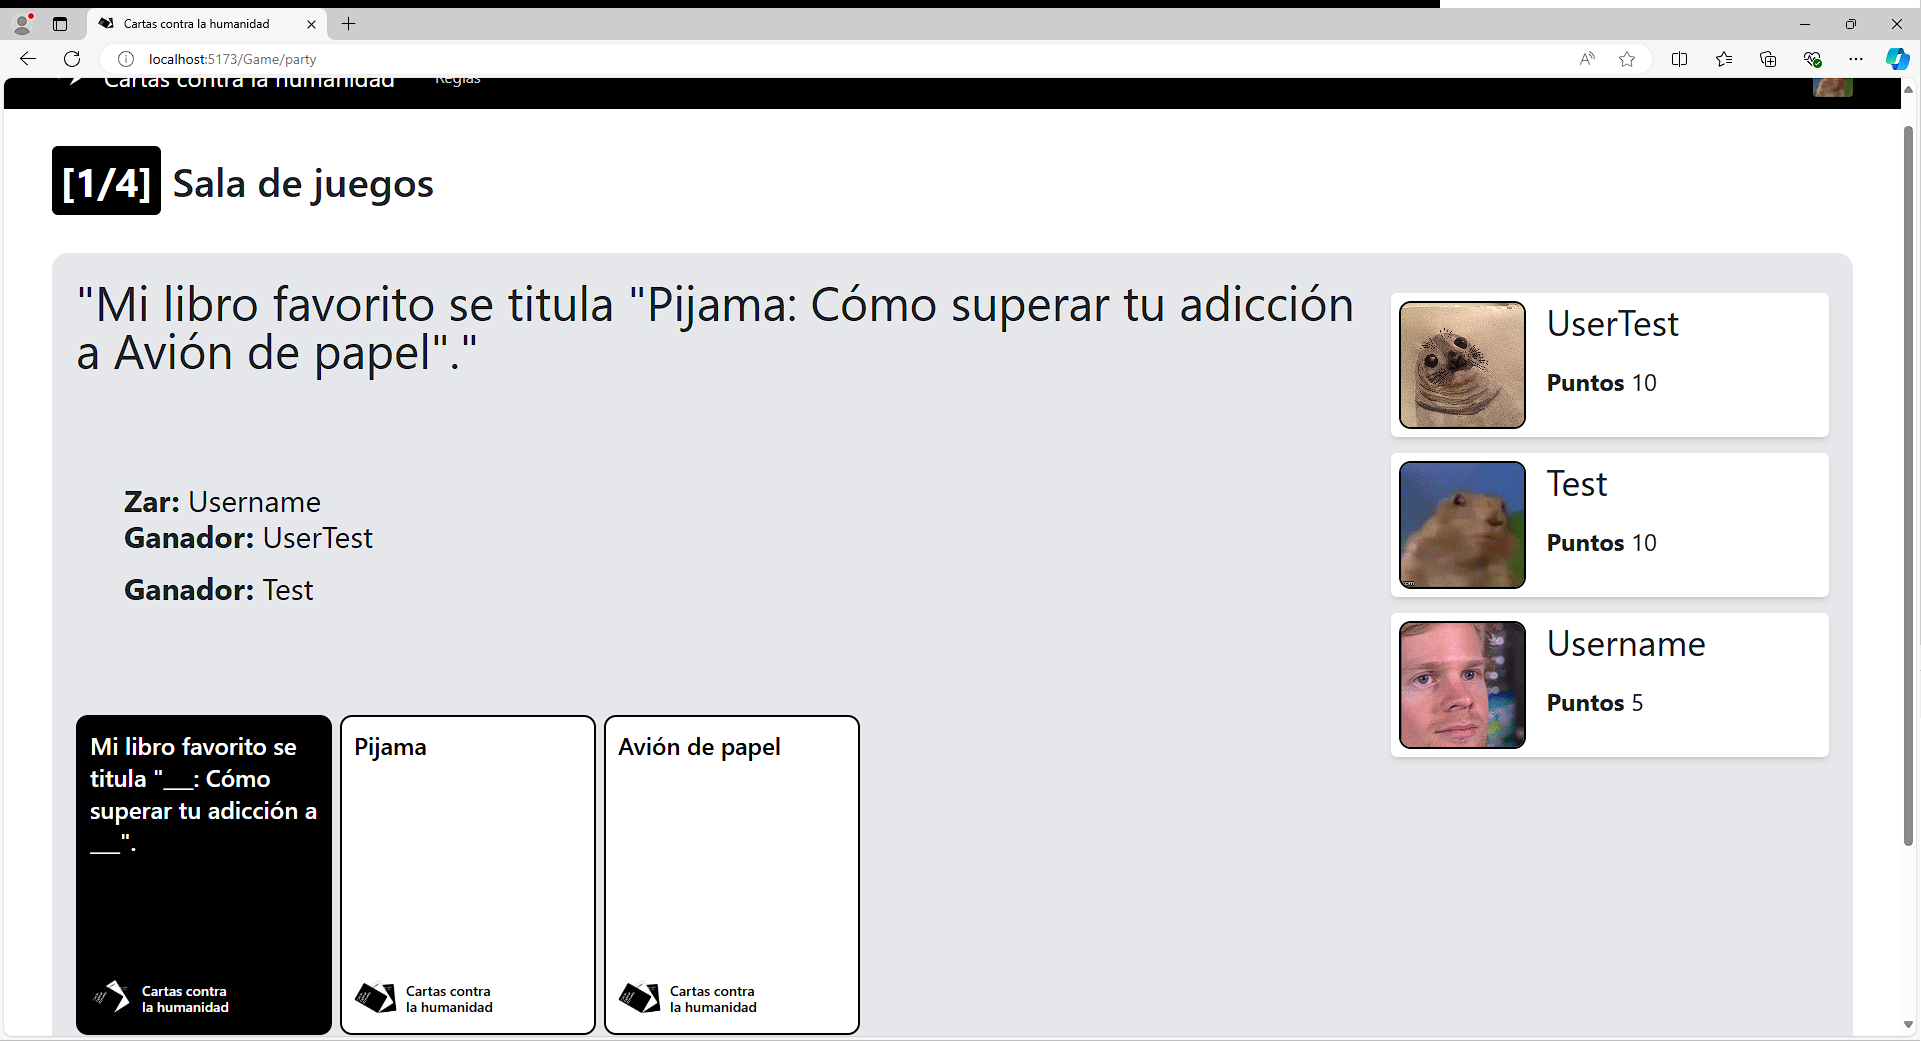 Cartas contra la humanidad
localhost:5173/Game/party
Cartas contra la humanidad
Reglas
[1/4] Sala de juegos
"Mi libro favorito se titula "Pijama: Cómo superar tu adicción
a Avión de papel"."
Zar: Username
Ganador: UserTest
Ganador: Test
UserTest
Puntos 10
Test
Puntos 10
Username
Puntos 5
Mi libro favorito se
titula "___: Cómo
superar tu adicción a
___".
Cartas contra
la humanidad
Pijama
Cartas contra
la humanidad
Avión de papel
Cartas contra
la humanidad